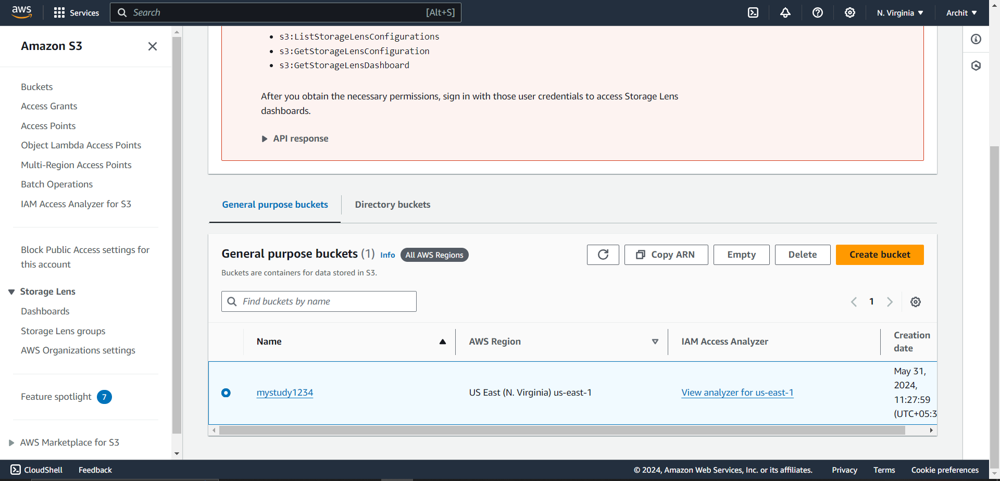 aws
Services
Search
[Alt+S]
N. Virginia
Archit
Amazon S3
Buckets
Access Grants
Access Points
Object Lambda Access Points
Multi-Region Access Points
Batch Operations
IAM Access Analyzer for S3
Block Public Access settings for
this account
Storage Lens
Dashboards
Storage Lens groups
AWS Organizations settings
Feature spotlight 7
AWS Marketplace for S3
s3:ListStorageLensConfigurations
s3:GetStorageLensConfiguration
s3:GetStorageLensDashboard
After you obtain the necessary permissions, sign in with those user credentials to access Storage Lens
dashboards.
API response
General purpose buckets
Directory buckets
General purpose buckets (1) Info All AWS Regions
Buckets are containers for data stored in S3.
Copy ARN
Empty
Delete
Create bucket
Find buckets by name
1
Name
AWS Region
IAM Access Analyzer
Creation
date
mystudy1234
US East (N. Virginia) us-east-1
View analyzer for us-east-1
May 31,
2024,
11:27:59
(UTC+05:3
CloudShell
Feedback
© 2024, Amazon Web Services, Inc. or its affiliates.
Privacy
Terms
Cookie preferences